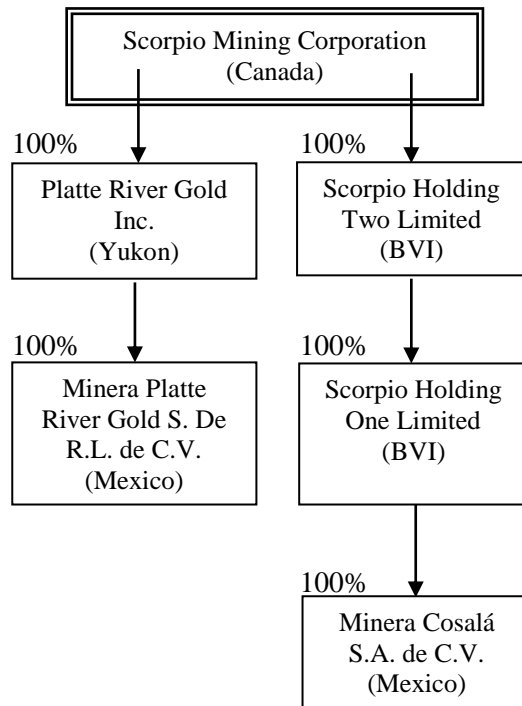 Scorpio Mining Corporation
(Canada)
100%
Platte River Gold
Inc.
(Yukon)
100%
Scorpio Holding
Two Limited
(BVI)
100%
Minera Platte
River Gold S. De
R.L. de C.V.
(Mexico)
100%
Scorpio Holding
One Limited
(BVI)
100%
Minera Cosalá
S.A. de C.V.
(Mexico)